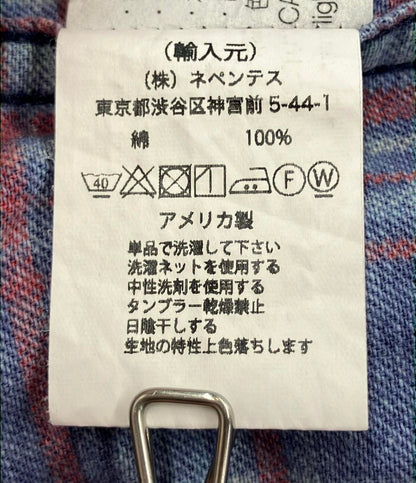 (輸入元)
(株) ネペンテス
東京都渋谷区神宮前 5-44-1
綿 100%
40 F W
アメリカ製
単品で洗濯して下さい
洗濯ネットを使用する
中性洗剤を使用する
タンブラー乾燥禁止
日陰干しする
生地の特性上色落ちします